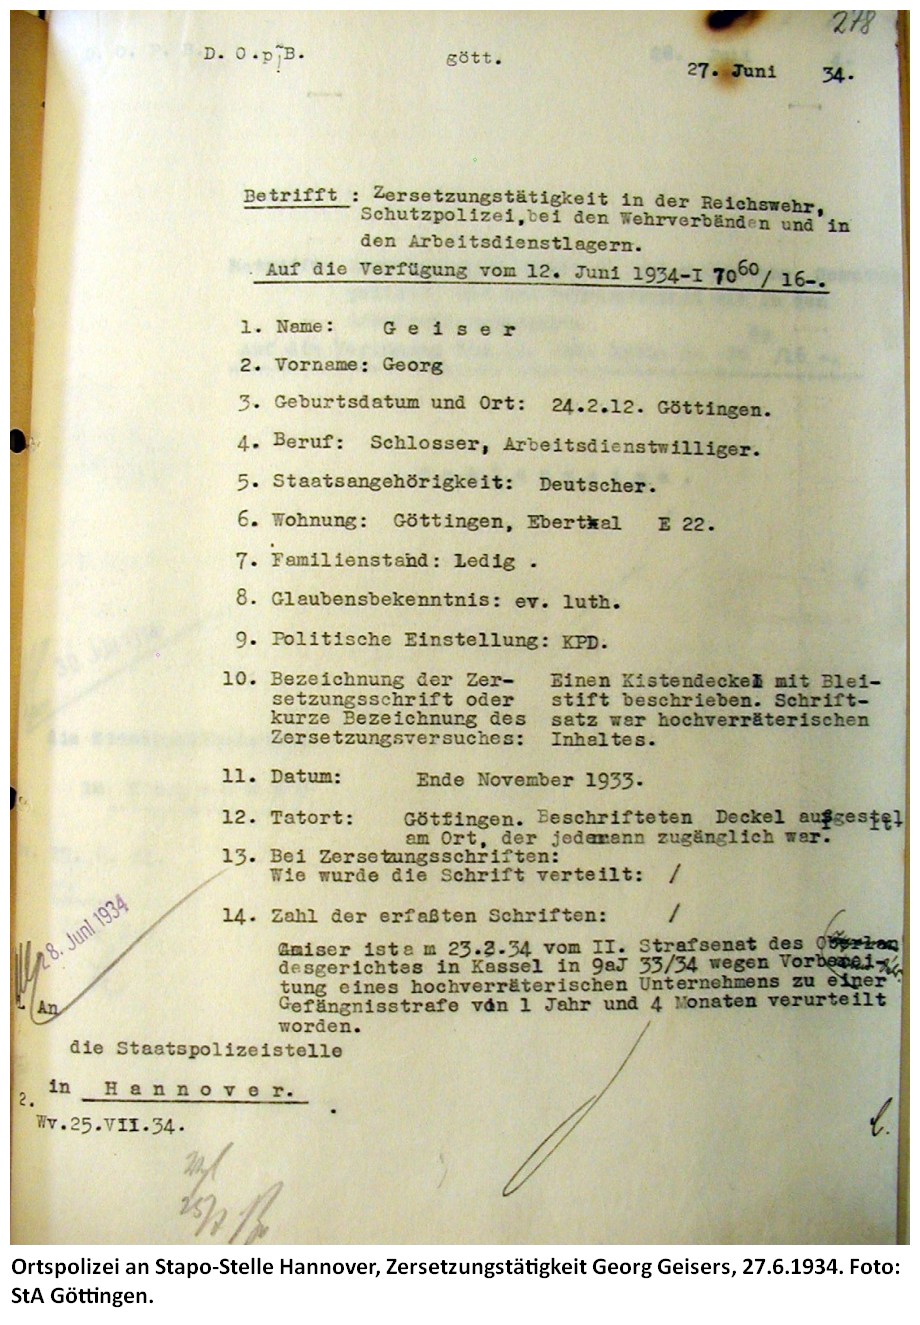 278
D. O.p.B.
gött.
27. Juni 34.
Betrifft : Zersetzungstätigkeit in der Reichswehr,
Schutzpolizei,bei den Wehrverbänden und in
den Arbeitsdienstlagern.
Auf die Verfügung vom 12. Juni 1934-I 70⁶⁰/ 16-.
1. Name: G e i s e r
2. Vorname: Georg
3. Geburtsdatum und Ort: 24.2.12. Göttingen.
4. Beruf: Schlosser, Arbeitsdienstwilliger.
5. Staatsangehörigkeit: Deutscher.
6. Wohnung: Göttingen, Ebertal E 22.
7. Familienstand: Ledig .
8. Glaubensbekenntnis: ev. luth.
9. Politische Einstellung: KPD.
10. Bezeichnung der Zer- Einen Kistendeckel mit Blei-
setzungsschrift oder stift beschrieben. Schrift-
kurze Bezeichnung des satz war hochverräterischen
Zersetzungsversuches: Inhaltes.
11. Datum: Ende November 1933.
12. Tatort: Göttingen. Beschrifteten Deckel aufgestel
am Ort, der jedermann zugänglich war.
13. Bei Zersetzungsschriften:
Wie wurde die Schrift verteilt: /
14. Zahl der erfaßten Schriften: /
Geiser ist a m 23.2.34 vom II. Strafsenat des Oberlan
desgerichtes in Kassel in 9aJ 33/34 wegen Vorberei-
tung eines hochverräterischen Unternehmens zu einer
Gefängnisstrafe von 1 Jahr und 4 Monaten verurteilt
worden.
28. Juni 1934
An
die Staatspolizeistelle
in H a n n o v e r.
2.
Wv.25.VII.34.
Ortspolizei an Stapo-Stelle Hannover, Zersetzungstätigkeit Georg Geisers, 27.6.1934. Foto:
StA Göttingen.